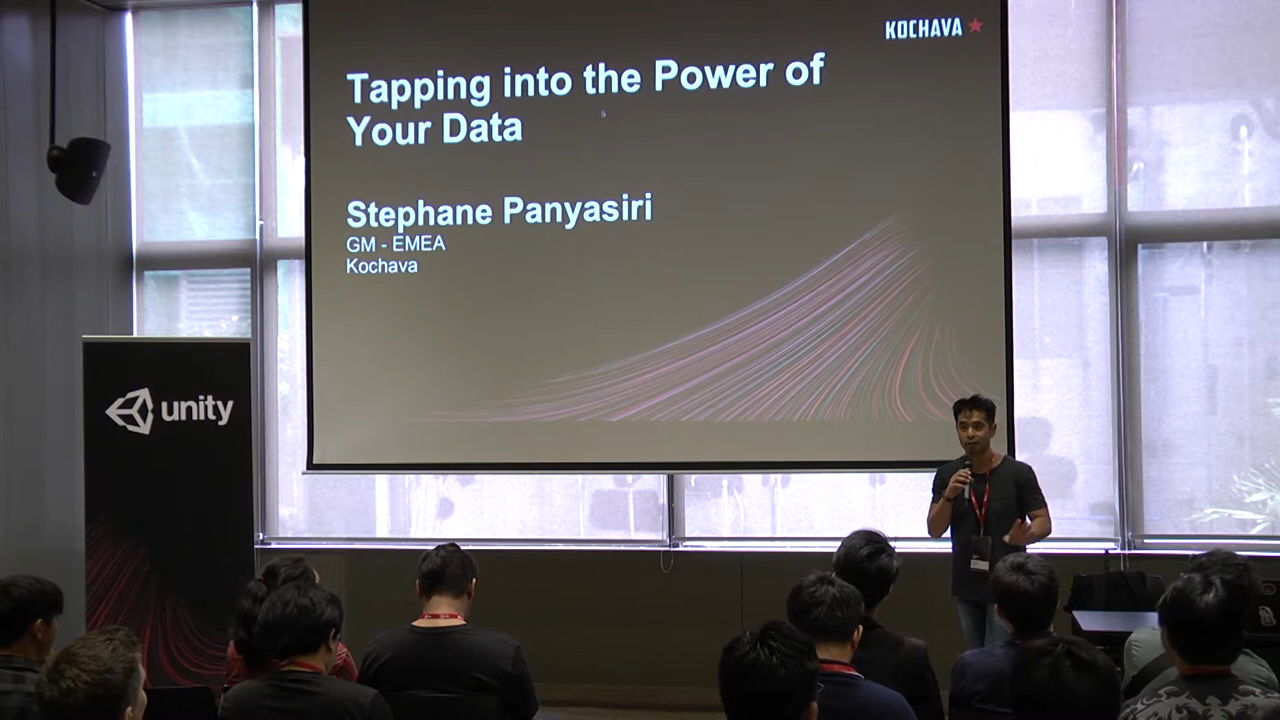 KOCHAVA
Tapping into the Power of
Your Data
Stephane Panyasiri
GM - EMEA
Kochava
unity